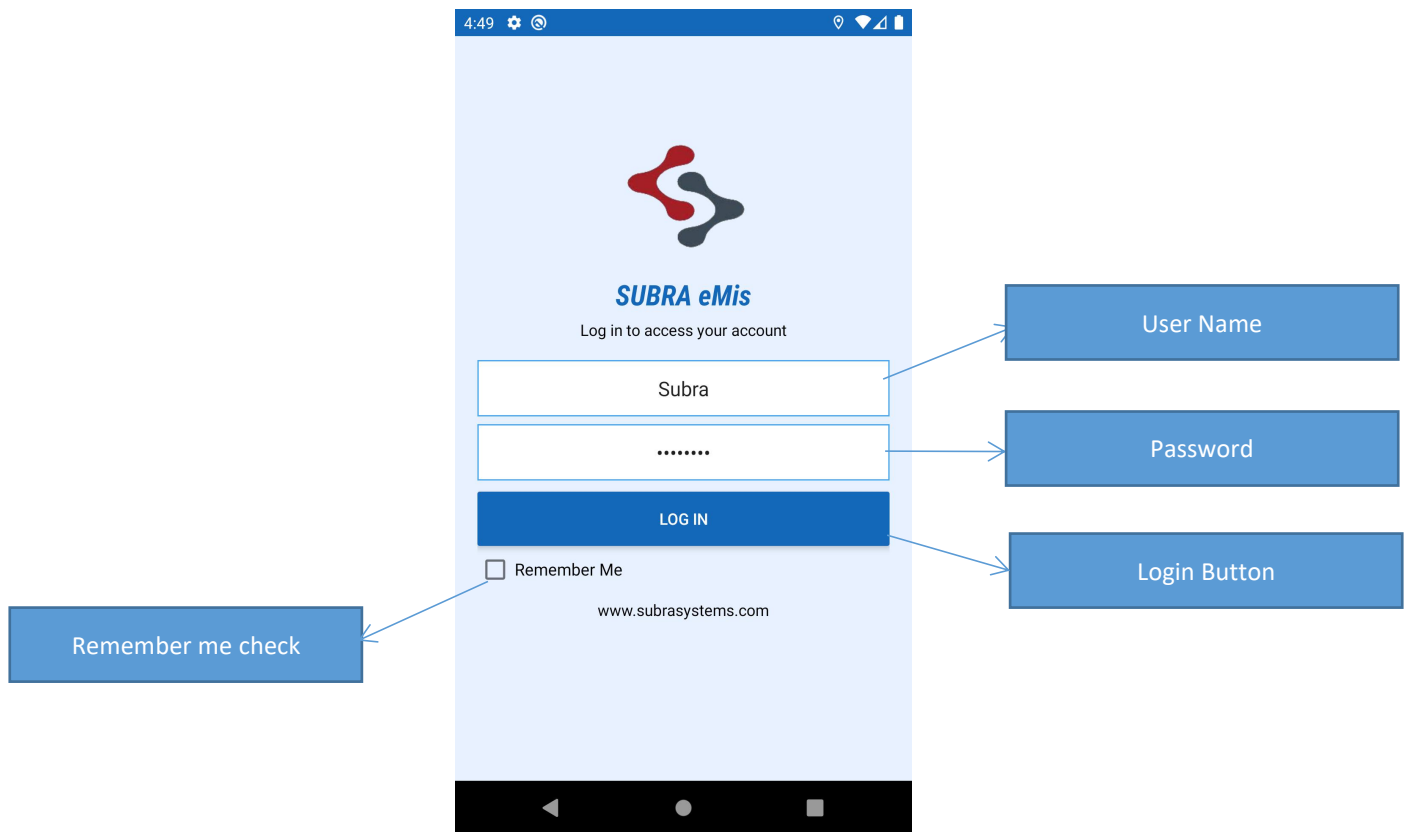 4:49
SUBRA eMis
Log in to access your account
User Name
Subra
Password
••••••••
LOG IN
Login Button
Remember Me
www.subrasystems.com
Remember me check